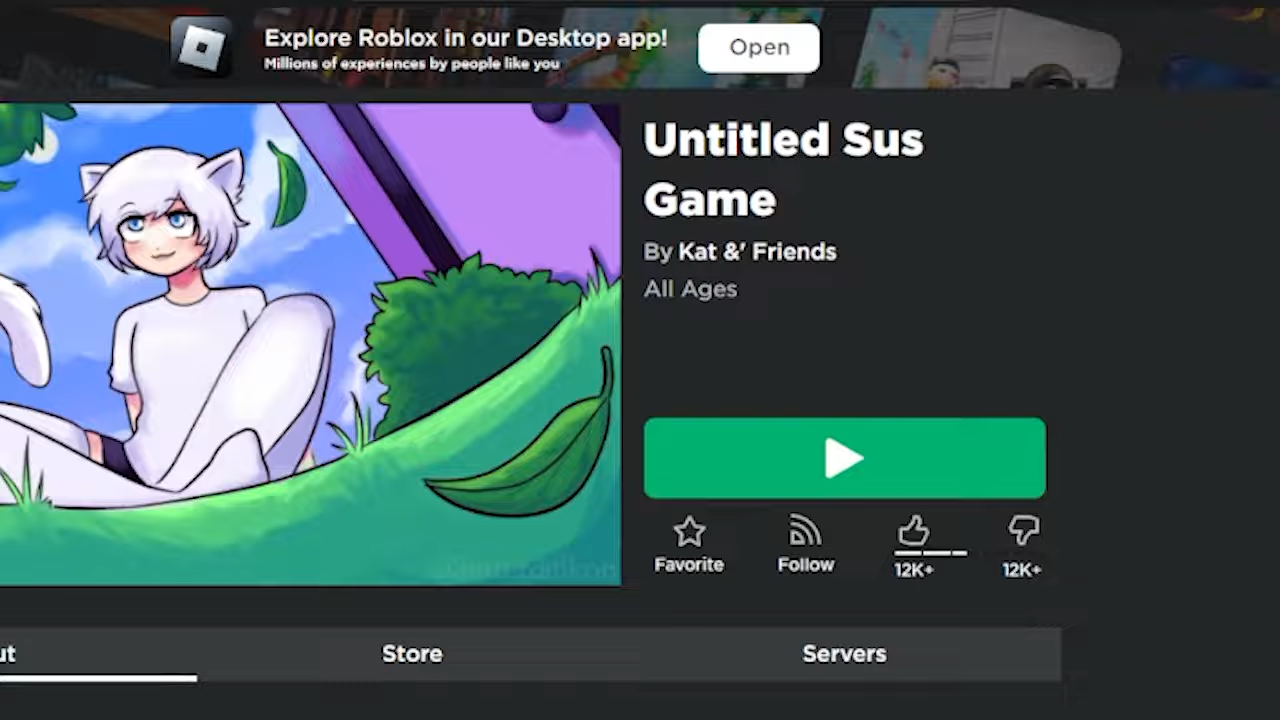 Explore Roblox in our Desktop app!
Millions of experiences by people like you
Open
Untitled Sus
Game
By Kat &' Friends
All Ages
Favorite
Follow
12K+
12K+
ut
Store
Servers